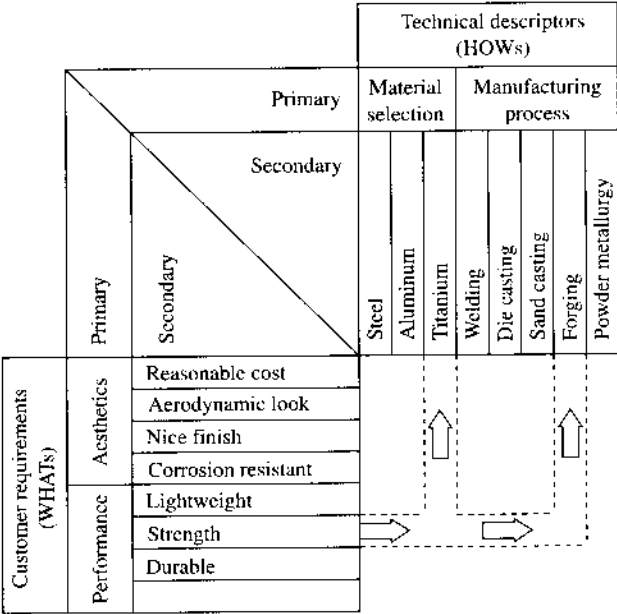 Technical descriptors
(HOWs)
Primary
Material
selection
Manufacturing
process
Secondary
Steel
Aluminum
Titanium
Welding
Die casting
Sand casting
Forging
Powder metallurgy
Primary
Secondary
Customer requirements
(WHATs)
Aesthetics
Reasonable cost
Aerodynamic look
Nice finish
Corrosion resistant
Performance
Lightweight
Strength
Durable